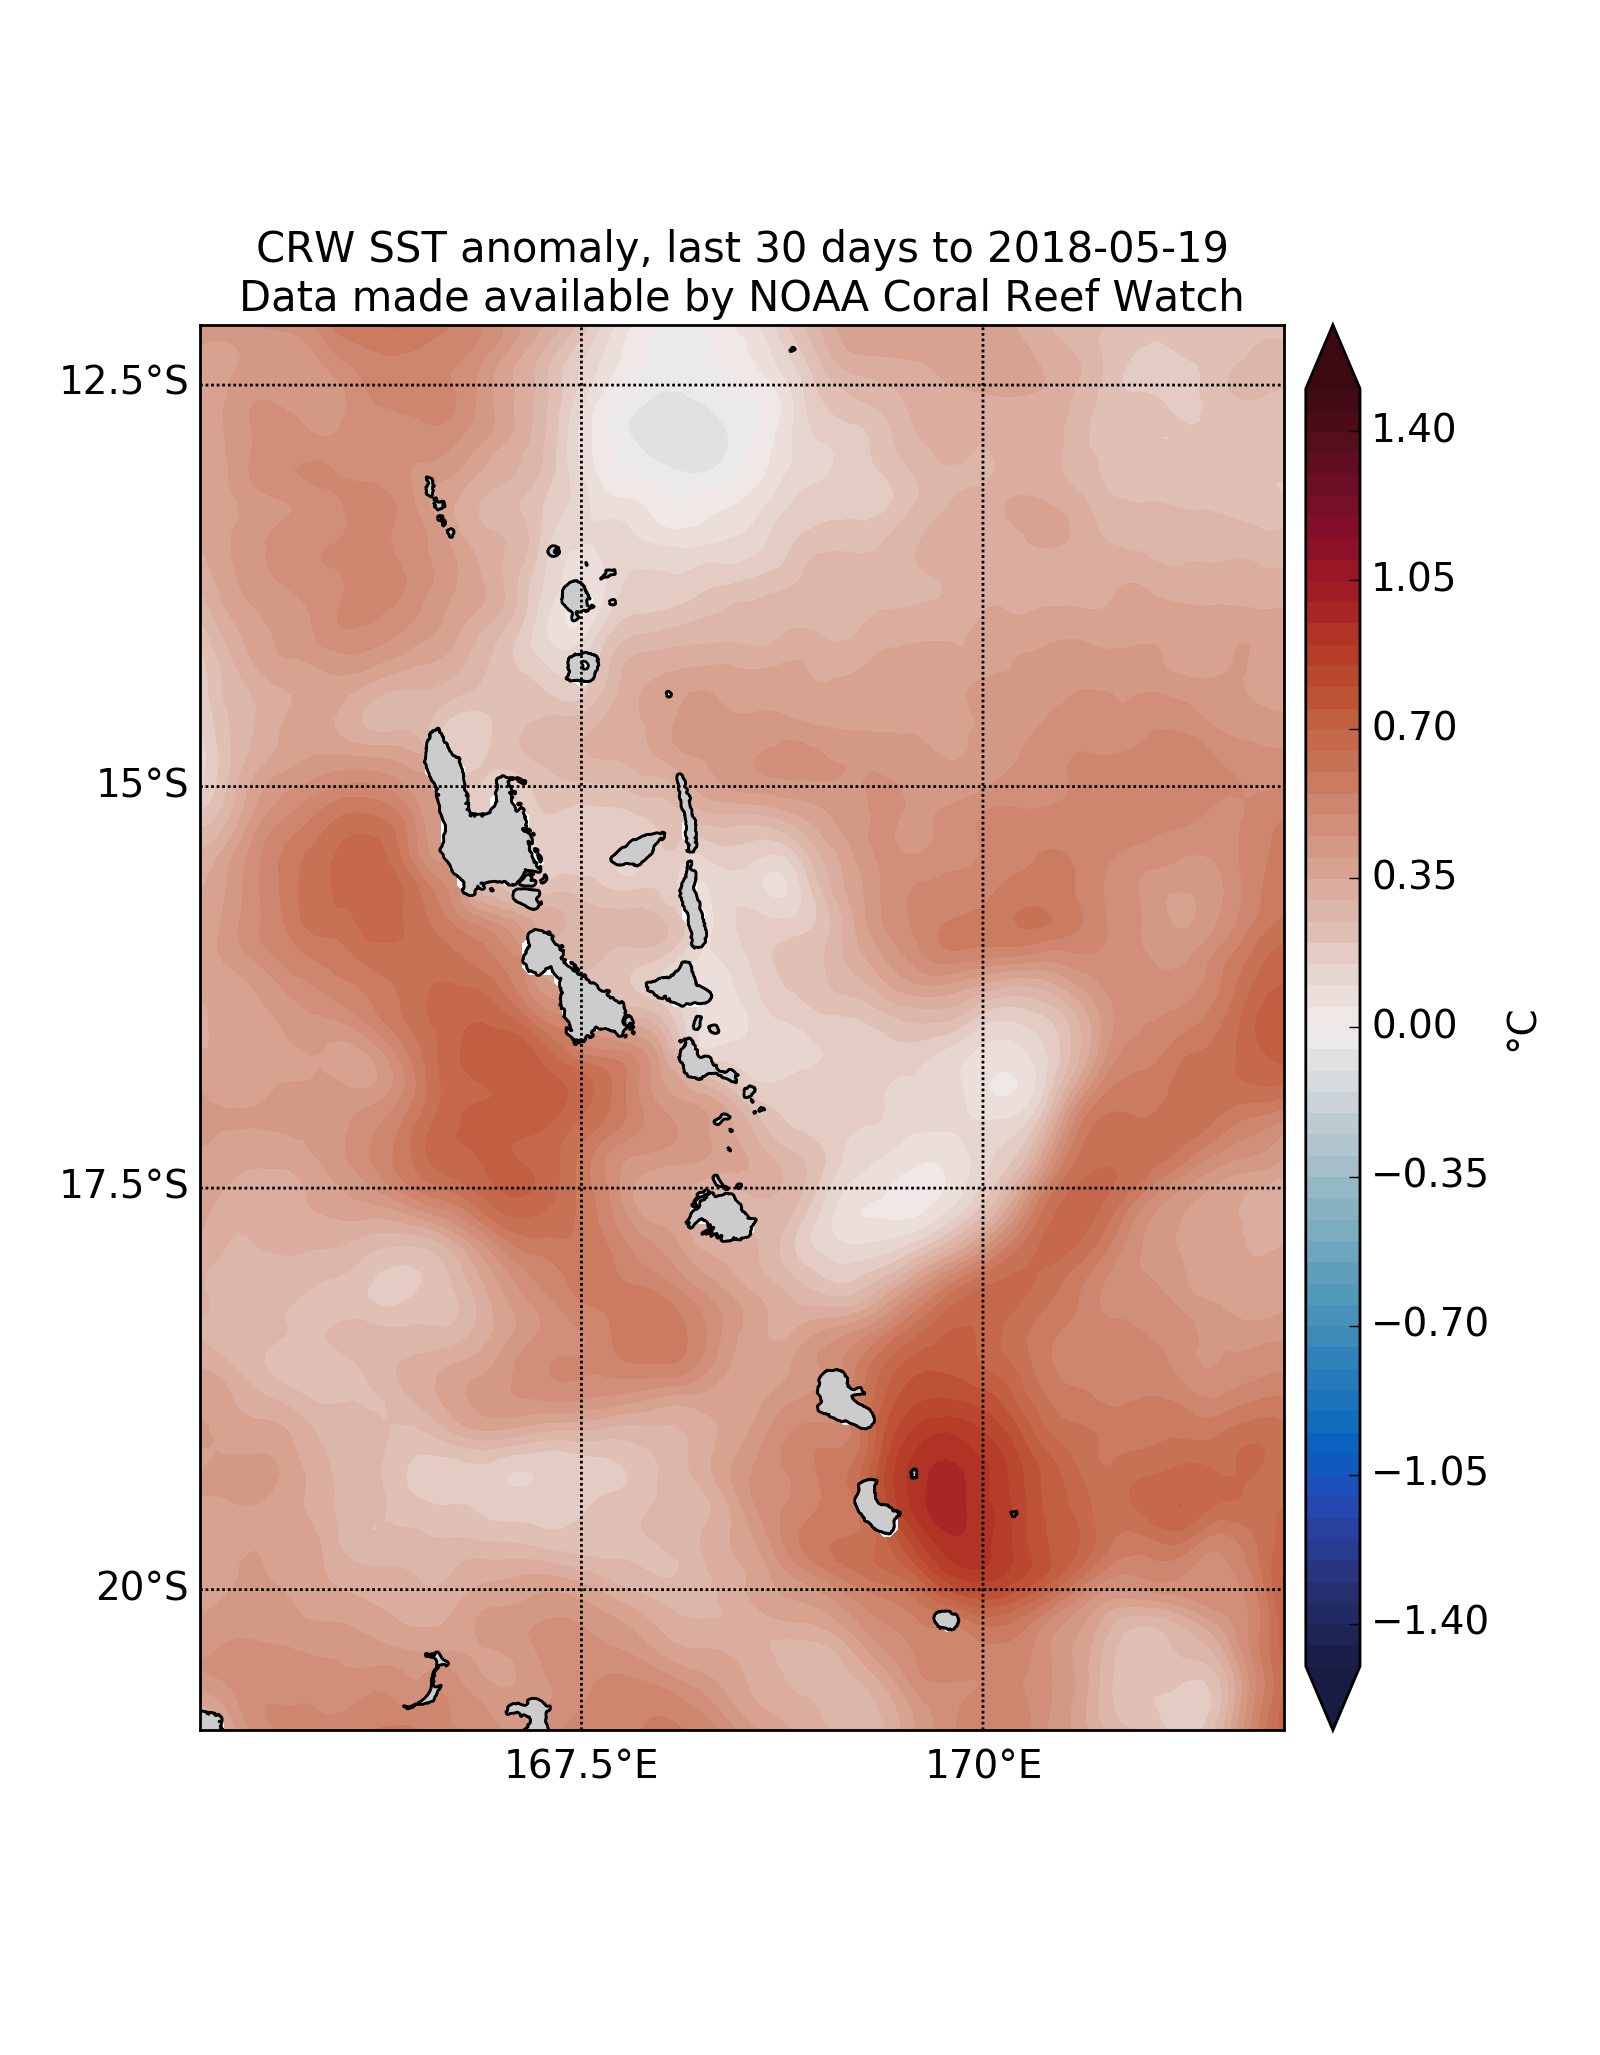 CRW SST anomaly, last 30 days to 2018-05-19
Data made available by NOAA Coral Reef Watch
12.5°S
15°S
17.5°S
20°S
167.5°E
170°E
1.40
1.05
0.70
0.35
0.00
−0.35
−0.70
−1.05
−1.40
°C